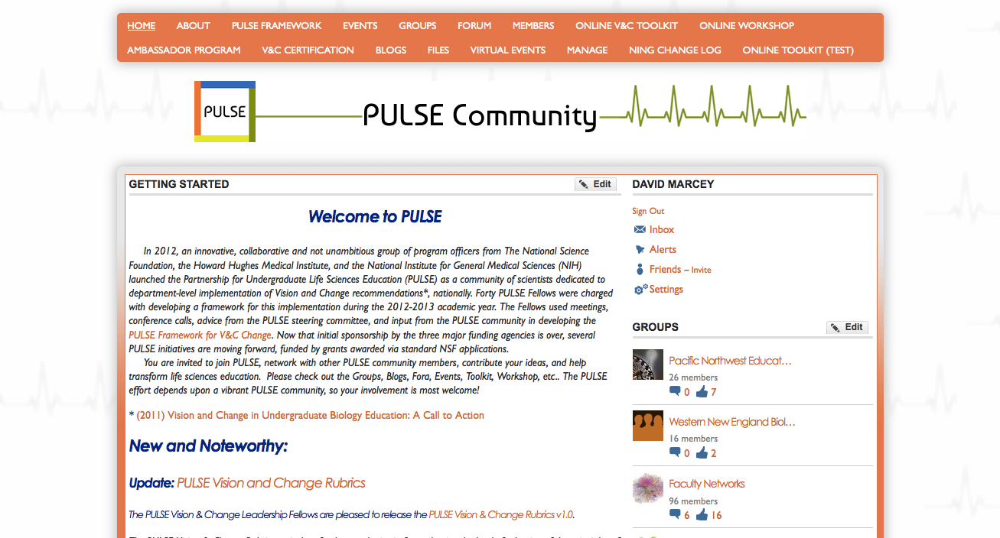 HOME ABOUT PULSE FRAMEWORK EVENTS GROUPS FORUM MEMBERS ONLINE V&C TOOLKIT ONLINE WORKSHOP
AMBASSADOR PROGRAM V&C CERTIFICATION BLOGS FILES VIRTUAL EVENTS MANAGE NING CHANGE LOG ONLINE TOOLKIT (TEST)
PULSE
PULSE Community
GETTING STARTED
Edit
Welcome to PULSE
In 2012, an innovative, collaborative and not unambitious group of program officers from The National Science
Foundation, the Howard Hughes Medical Institute, and the National Institute for General Medical Sciences (NIH)
launched the Partnership for Undergraduate Life Sciences Education (PULSE) as a community of scientists dedicated to
department-level implementation of Vision and Change recommendations*, nationally. Forty PULSE Fellows were charged
with developing a framework for this implementation during the 2012-2013 academic year. The Fellows used meetings,
conference calls, advice from the PULSE steering committee, and input from the PULSE community in developing the
PULSE Framework for V&C Change. Now that initial sponsorship by the three major funding agencies is over, several
PULSE initiatives are moving forward, funded by grants awarded via standard NSF applications.
You are invited to join PULSE, network with other PULSE community members, contribute your ideas, and help
transform life sciences education. Please check out the Groups, Blogs, Fora, Events, Toolkit, Workshop, etc.. The PULSE
effort depends upon a vibrant PULSE community, so your involvement is most welcome!
* (2011) Vision and Change in Undergraduate Biology Education: A Call to Action
New and Noteworthy:
Update: PULSE Vision and Change Rubrics
The PULSE Vision & Change Leadership Fellows are pleased to release the PULSE Vision & Change Rubrics v1.0.
DAVID MARCEY
Sign Out
Inbox
Alerts
Friends – Invite
Settings
GROUPS
Edit
Pacific Northwest Educat…
26 members
0 7
Western New England Biol…
16 members
0 2
Faculty Networks
96 members
6 16